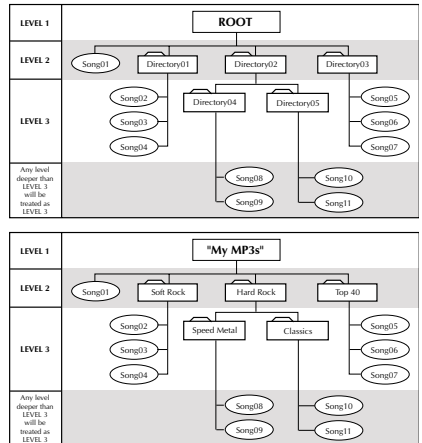 LEVEL 1
ROOT
LEVEL 2
Song01
Directory01
Directory02
Directory03
LEVEL 3
Song02
Directory04
Directory05
Song05
Song03
Song06
Song04
Song07
Any level
deeper than
LEVEL 3
will be
treated as
LEVEL 3
Song08
Song10
Song09
Song11
LEVEL 1
"My MP3s"
LEVEL 2
Song01
Soft Rock
Hard Rock
Top 40
LEVEL 3
Song02
Speed Metal
Classics
Song05
Song03
Song06
Song04
Song07
Any level
deeper than
LEVEL 3
will be
treated as
LEVEL 3
Song08
Song10
Song09
Song11